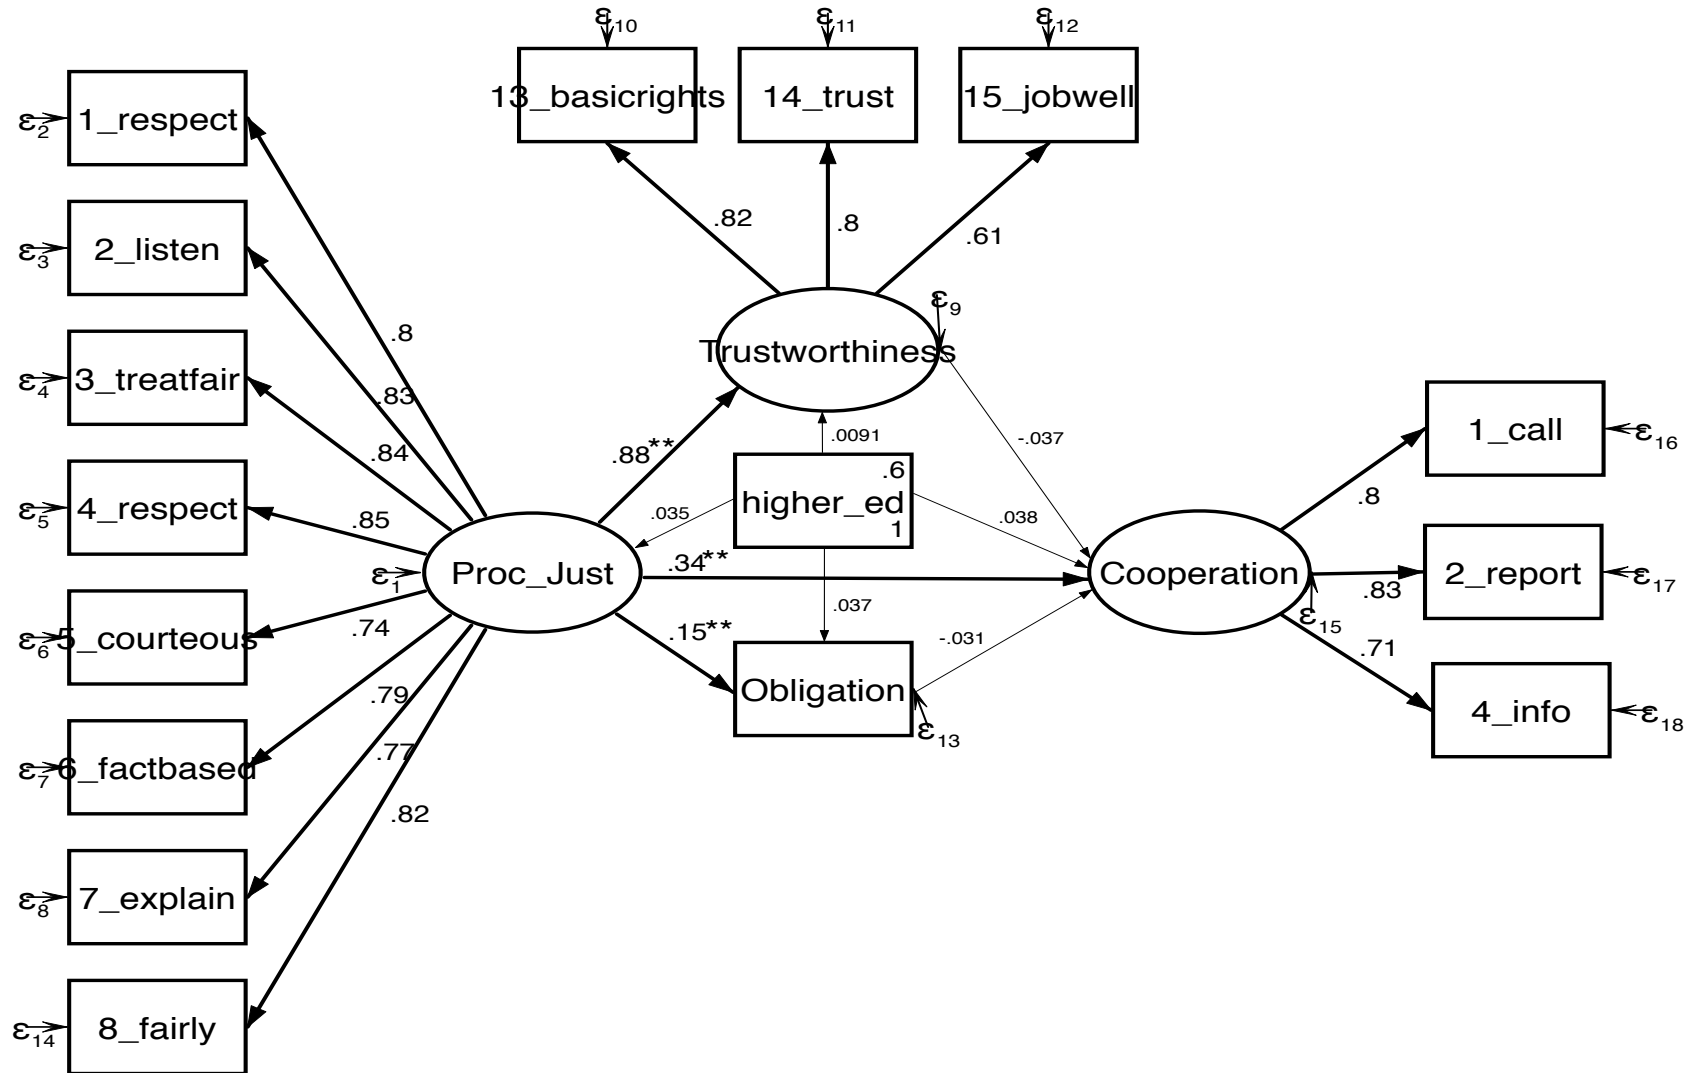 ε10
ε11
ε12
13_basicrights
14_trust
15_jobwell
ε2
1_respect
ε3
2_listen
.82
.8
.61
ε4
3_treatfair
.8
ε9
Trustworthiness
.83
1_call
ε16
.84
.88**
.0091
-.037
.6
higher_ed
1
.8
ε5
4_respect
.85
.035
.038
ε1
Proc_Just
.34**
Cooperation
2_report
ε17
.83
ε15
ε6
5_courteous
.74
.15**
.037
-.031
.71
.79
Obligation
ε13
4_info
ε18
ε7
6_factbased
.77
.82
ε8
7_explain
ε14
8_fairly